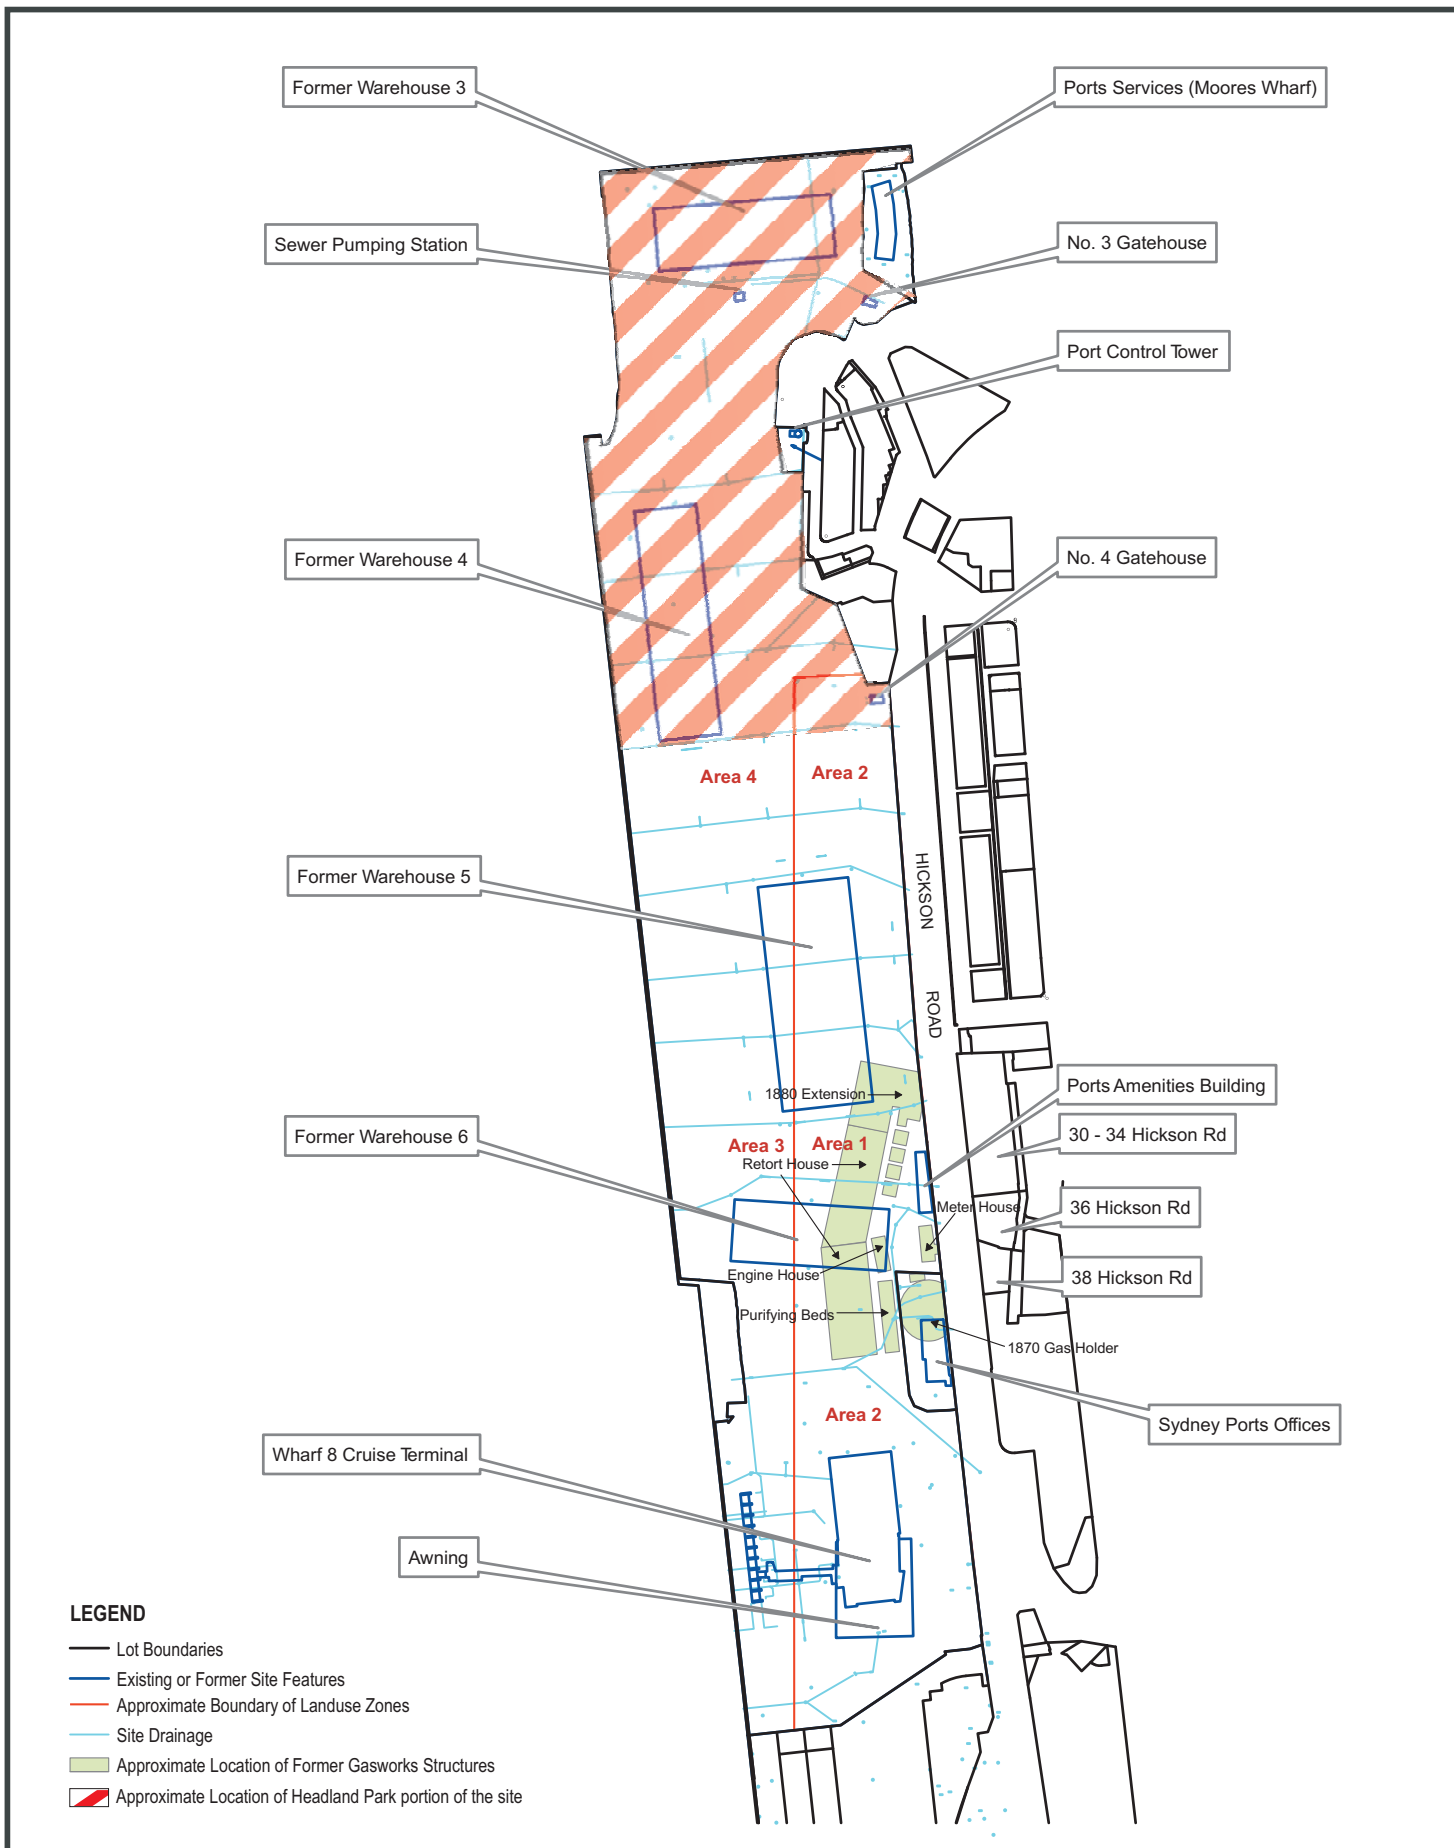 Former Warehouse 3
Ports Services (Moores Wharf)
Sewer Pumping Station
No. 3 Gatehouse
Port Control Tower
Former Warehouse 4
No. 4 Gatehouse
Area 4
Area 2
Former Warehouse 5
HICKSON
ROAD
1880 Extension
Ports Amenities Building
Former Warehouse 6
30 - 34 Hickson Rd
Area 3
Area 1
Retort House
Meter House
36 Hickson Rd
Engine House
38 Hickson Rd
Purifying Beds
1870 Gas Holder
Area 2
Sydney Ports Offices
Wharf 8 Cruise Terminal
Awning
LEGEND
Lot Boundaries
Existing or Former Site Features
Approximate Boundary of Landuse Zones
Site Drainage
Approximate Location of Former Gasworks Structures
Approximate Location of Headland Park portion of the site